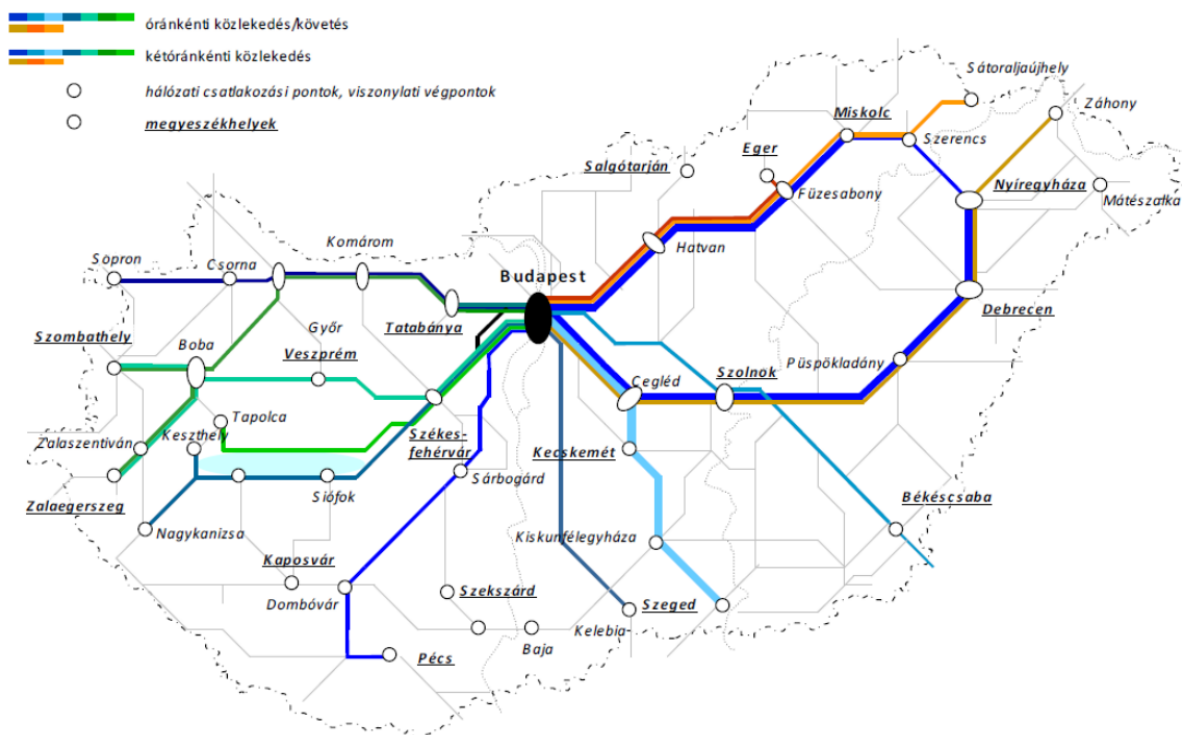 óránkénti közlekedés/követés
kétóránkénti közlekedés
hálózati csatlakozási pontok, viszonylati végpontok
megyeszékhelyek
Sátoraljaújhely
Záhony
Miskolc
Szerencs
Eger
Salgótarján
Nyíregyháza
Füzesabony
Mátészalka
Komárom
Hatvan
Sopron
Csorna
Budapest
Győr
Tatabánya
Debrecen
Szombathely
Boba
Veszprém
Püspökladány
Cegléd
Szolnok
Tapolca
Zalaszentiván
Keszthely
Székes-
fehérvár
Kecskemét
Sárbogárd
Siófok
Zalaegerszeg
Békéscsaba
Nagykanizsa
Kiskunfélegyháza
Kaposvár
Szekszárd
Dombóvár
Szeged
Kelebia
Baja
Pécs